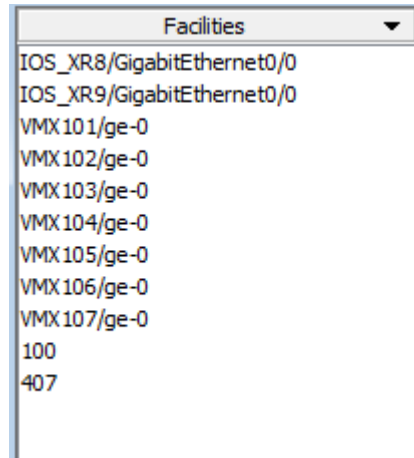 Facilities
IOS_XR8/GigabitEthernet0/0
IOS_XR9/GigabitEthernet0/0
VMX101/ge-0
VMX102/ge-0
VMX103/ge-0
VMX104/ge-0
VMX105/ge-0
VMX106/ge-0
VMX107/ge-0
100
407